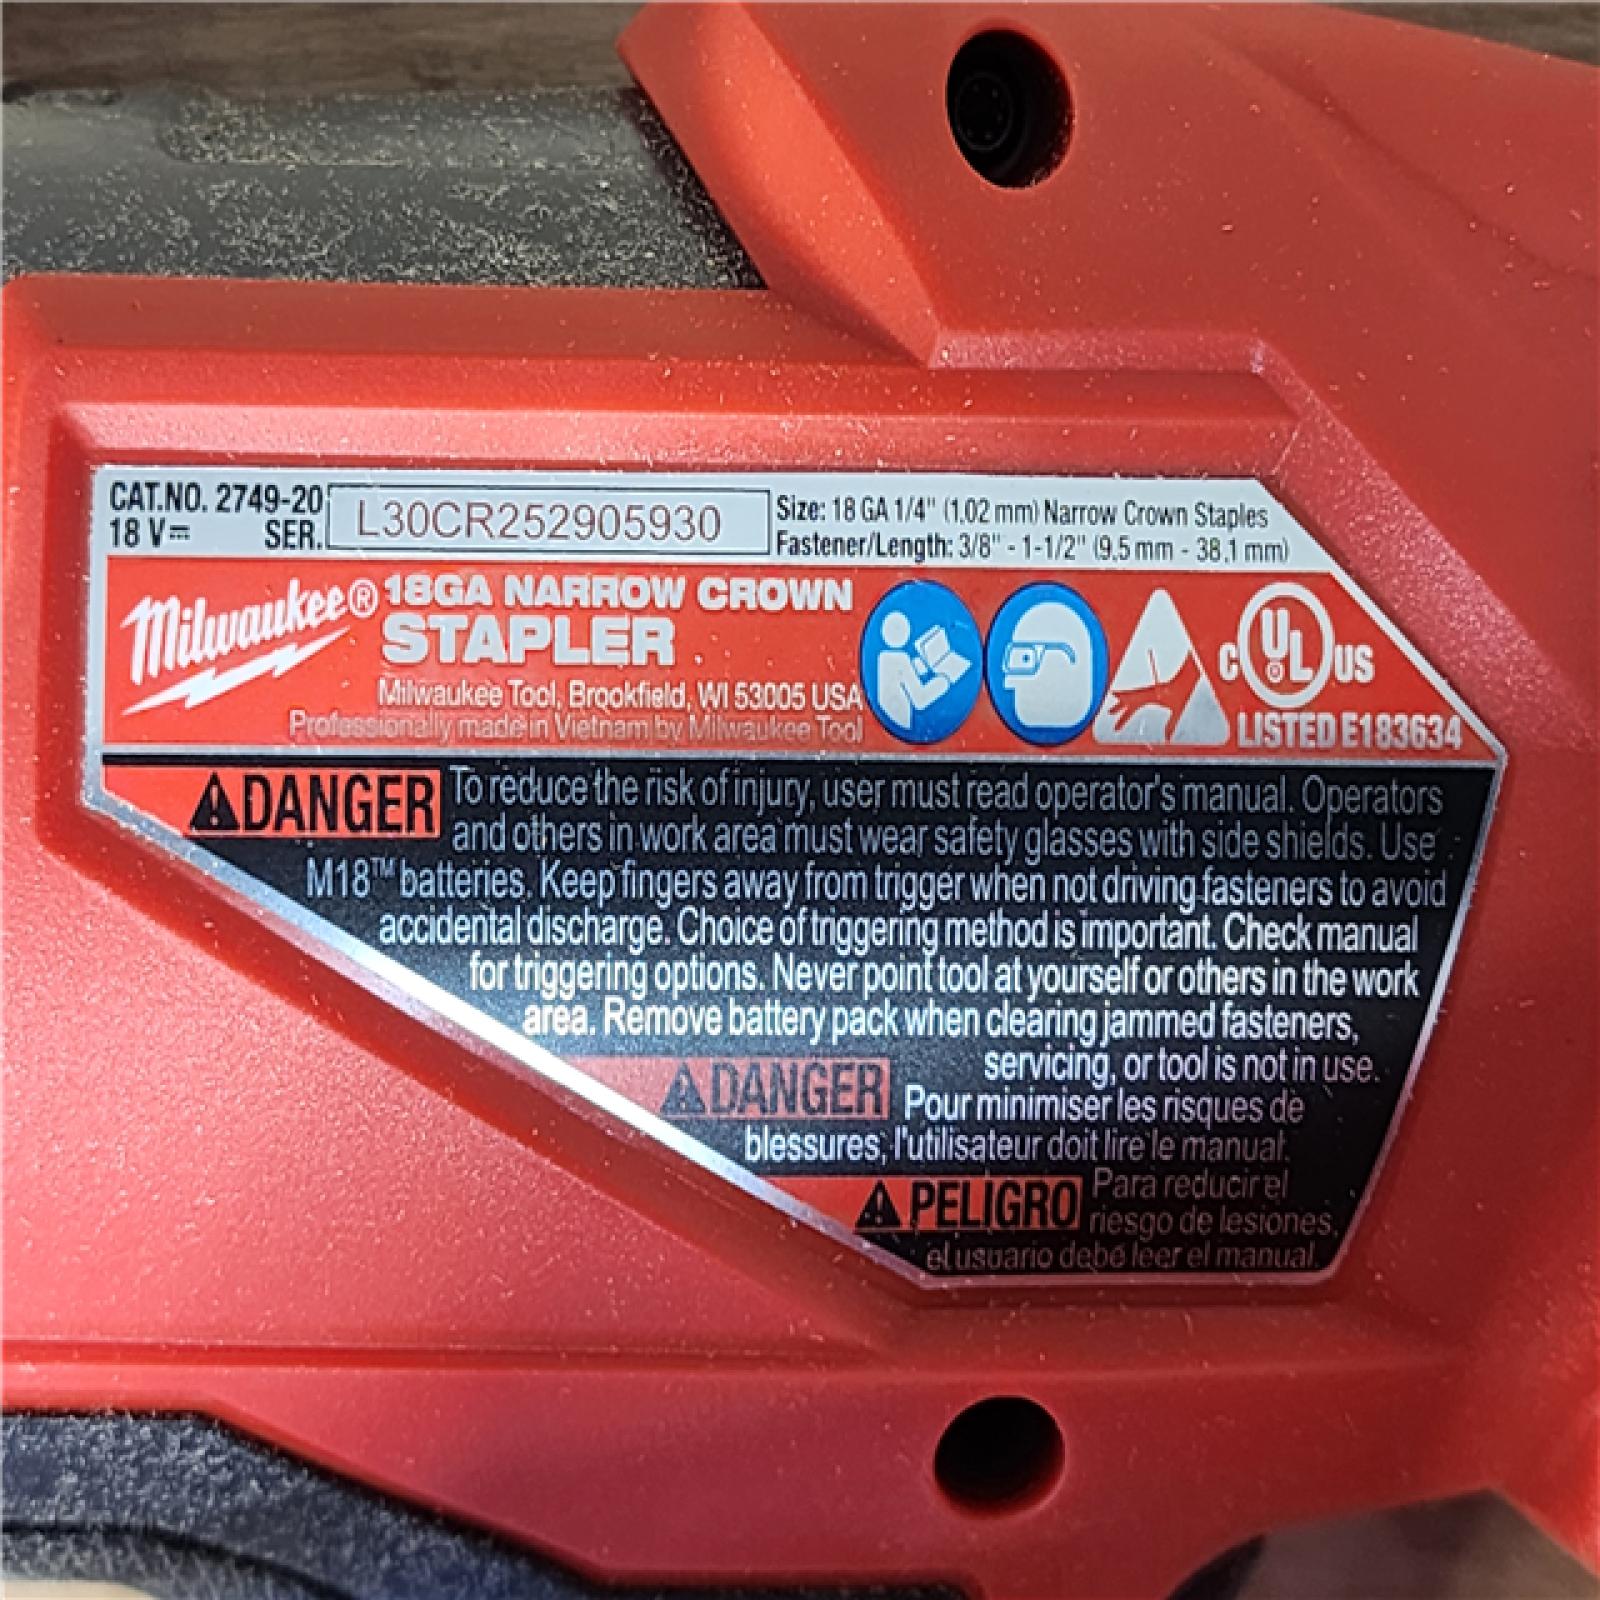 CAT.NO. 2749-20
18 V⎓ SER. L30CR252905930
Size: 18 GA 1/4" (1.02 mm) Narrow Crown Staples
Fastener/Length: 3/8" - 1-1/2" (9.5 mm - 38.1 mm)
Milwaukee® 18GA NARROW CROWN
STAPLER
Milwaukee Tool, Brookfield, WI 53005 USA
Professionally made in Vietnam by Milwaukee Tool
C UL US
LISTED E183634
⚠DANGER To reduce the risk of injury, user must read operator's manual. Operators
and others in work area must wear safety glasses with side shields. Use
M18™ batteries. Keep fingers away from trigger when not driving fasteners to avoid
accidental discharge. Choice of triggering method is important. Check manual
for triggering options. Never point tool at yourself or others in the work
area. Remove battery pack when clearing jammed fasteners,
servicing, or tool is not in use.
⚠DANGER Pour minimiser les risques de
blessures, l'utilisateur doit lire le manual.
⚠PELIGRO Para reducir el
riesgo de lesiones,
el usuario debe leer el manual.